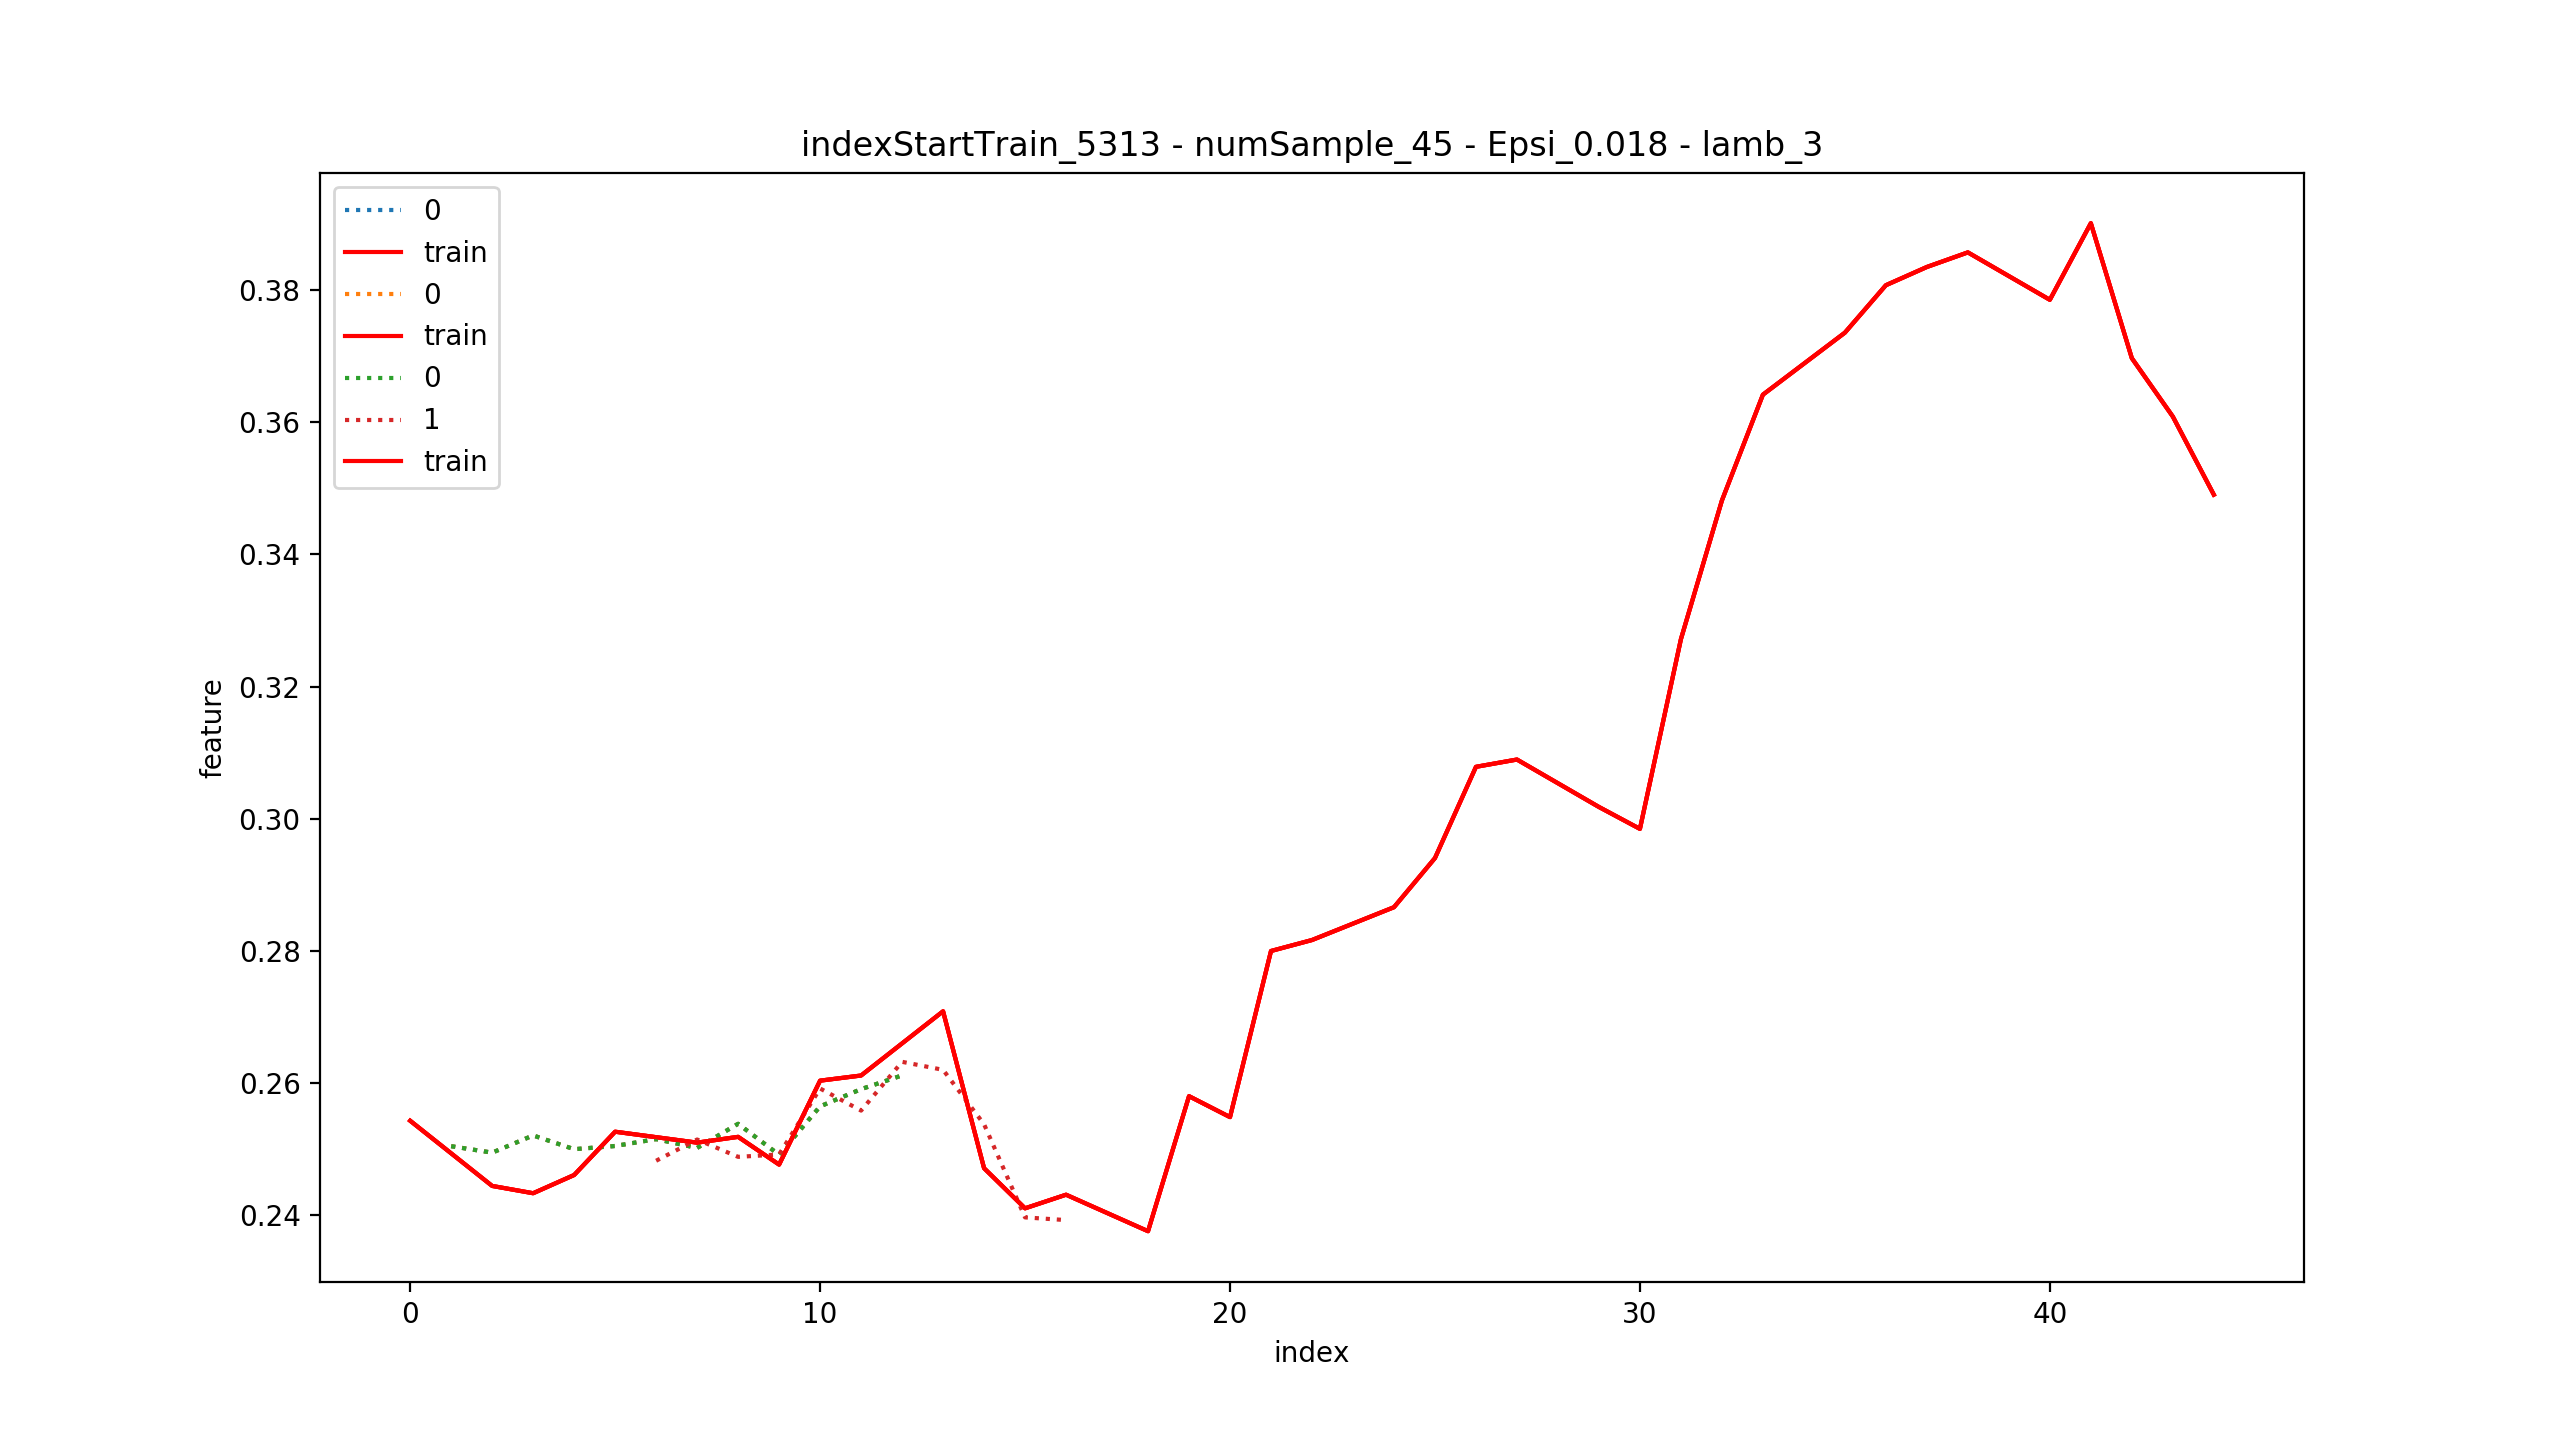 indexStartTrain_5313 - numSample_45 - Epsi_0.018 - lamb_3
0
train
0
train
0
1
train
0.38
0.36
0.34
0.32
0.30
0.28
0.26
0.24
feature
0 10 20 30 40
index